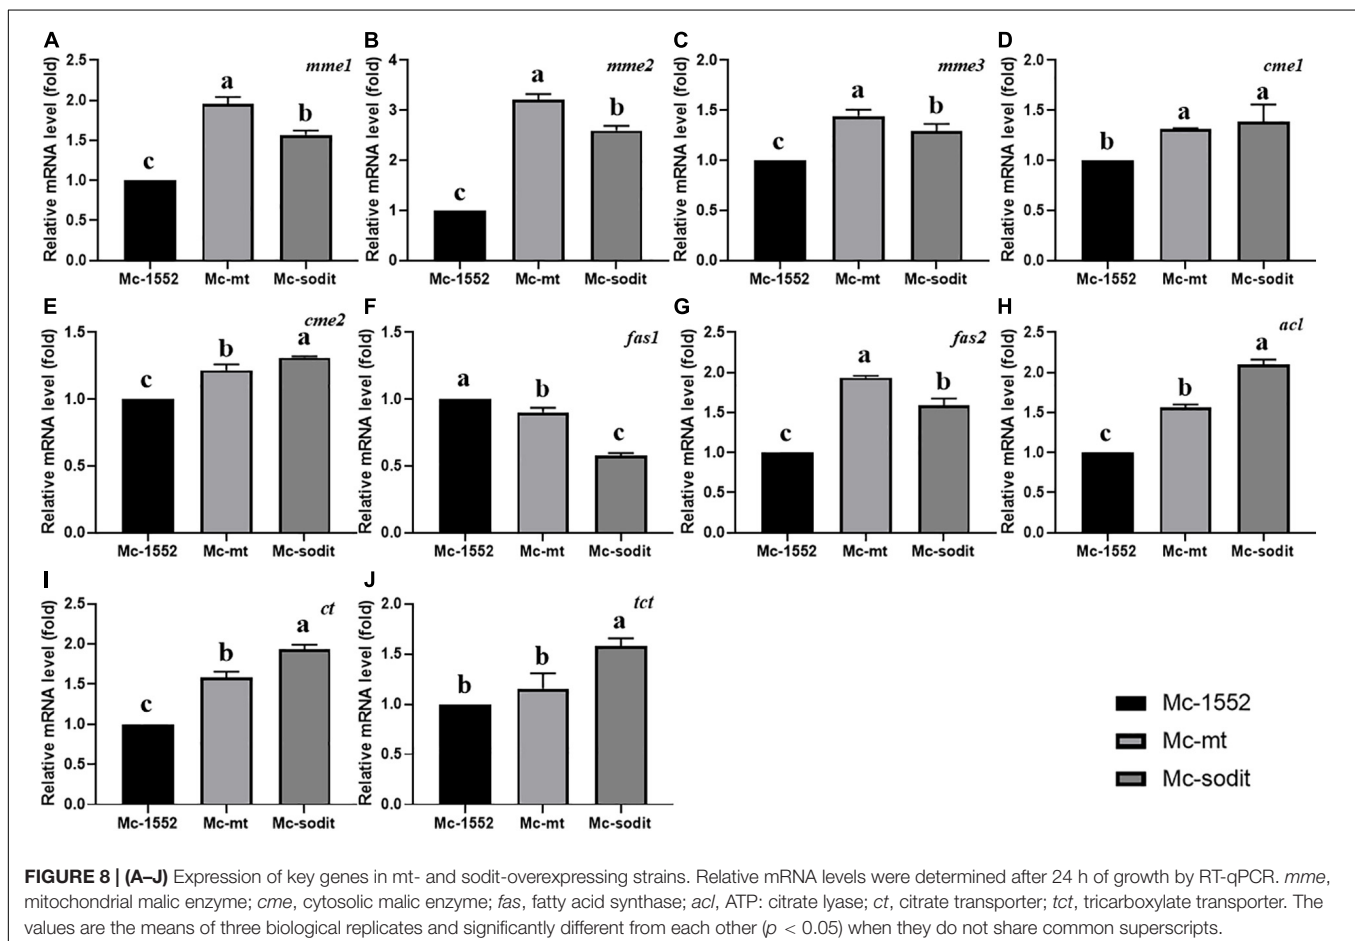 A
B
C
D
Relative mRNA level (fold)
2.5
2.0
1.5
1.0
0.5
0.0
mme1
c
a
b
Mc-1552 Mc-mt Mc-sodit
Relative mRNA level (fold)
4
3
2
1
0
mme2
c
a
b
Mc-1552 Mc-mt Mc-sodit
Relative mRNA level (fold)
2.0
1.5
1.0
0.5
0.0
mme3
c
a
b
Mc-1552 Mc-mt Mc-sodit
Relative mRNA level (fold)
2.0
1.5
1.0
0.5
0.0
cme1
b
a
a
Mc-1552 Mc-mt Mc-sodit
E
F
G
H
Relative mRNA level (fold)
1.5
1.0
0.5
0.0
cme2
c
b
a
Mc-1552 Mc-mt Mc-sodit
Relative mRNA level (fold)
1.5
1.0
0.5
0.0
fas1
a
b
c
Mc-1552 Mc-mt Mc-sodit
Relative mRNA level (fold)
2.5
2.0
1.5
1.0
0.5
0.0
fas2
c
a
b
Mc-1552 Mc-mt Mc-sodit
Relative mRNA level (fold)
2.5
2.0
1.5
1.0
0.5
0.0
acl
c
b
a
Mc-1552 Mc-mt Mc-sodit
I
J
Relative mRNA level (fold)
2.5
2.0
1.5
1.0
0.5
0.0
ct
c
b
a
Mc-1552 Mc-mt Mc-sodit
Relative mRNA level (fold)
2.0
1.5
1.0
0.5
0.0
tct
b
b
a
Mc-1552 Mc-mt Mc-sodit
Mc-1552
Mc-mt
Mc-sodit
FIGURE 8 | (A–J) Expression of key genes in mt- and sodit-overexpressing strains. Relative mRNA levels were determined after 24 h of growth by RT-qPCR. mme,
mitochondrial malic enzyme; cme, cytosolic malic enzyme; fas, fatty acid synthase; acl, ATP: citrate lyase; ct, citrate transporter; tct, tricarboxylate transporter. The
values are the means of three biological replicates and significantly different from each other (p < 0.05) when they do not share common superscripts.